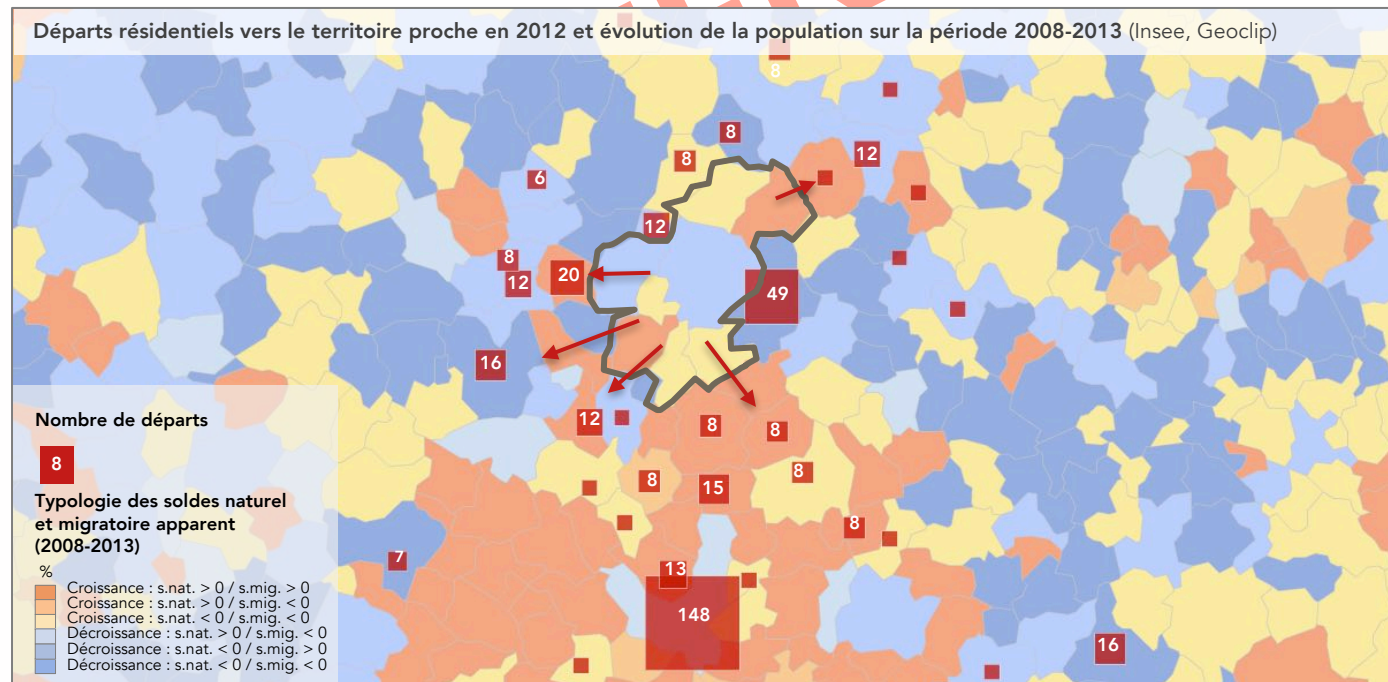 Départs résidentiels vers le territoire proche en 2012 et évolution de la population sur la période 2008-2013 (Insee, Geoclip)
8
8
8
12
6
12
8
12
20
49
16
12
8
8
8
15
8
8
7
13
148
16
Nombre de départs
8
Typologie des soldes naturel
et migratoire apparent
(2008-2013)
%
Croissance : s.nat. > 0 / s.mig. > 0
Croissance : s.nat. > 0 / s.mig. < 0
Croissance : s.nat. < 0 / s.mig. > 0
Décroissance : s.nat. > 0 / s.mig. < 0
Décroissance : s.nat. < 0 / s.mig. > 0
Décroissance : s.nat. < 0 / s.mig. < 0